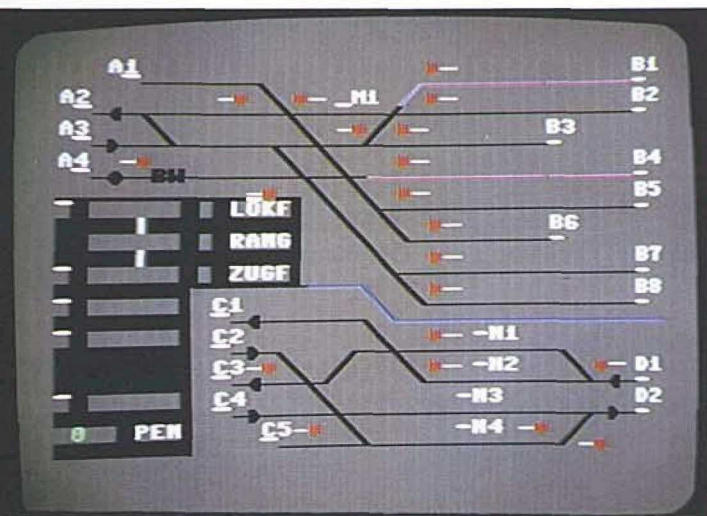 A1 B1
A2 _M1 B2
A3 B3
A4 B4
BW
B5
LOKF B6
RANG
ZUGF B7
B8
C1
C2 -N1
C3 -N2 D1
C4 -N3 D2
0 PEN C5- -N4